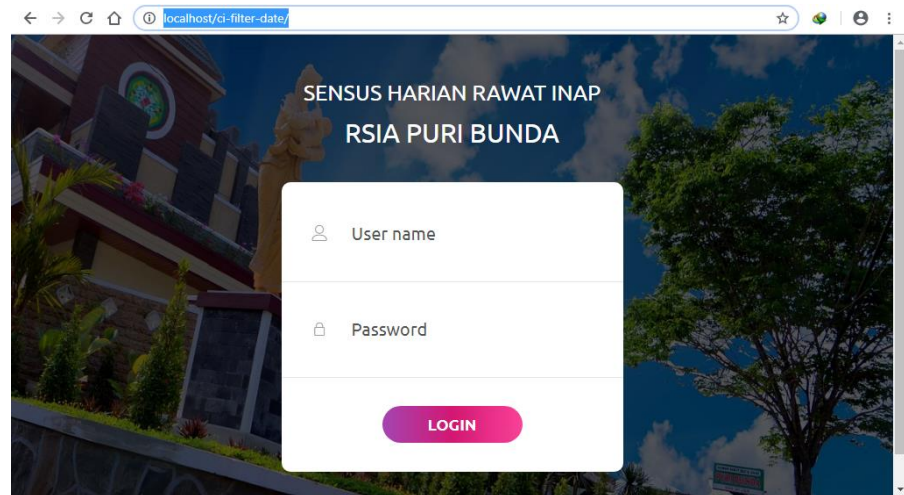 localhost/ci-filter-date/
SENSUS HARIAN RAWAT INAP
RSIA PURI BUNDA
User name
Password
LOGIN